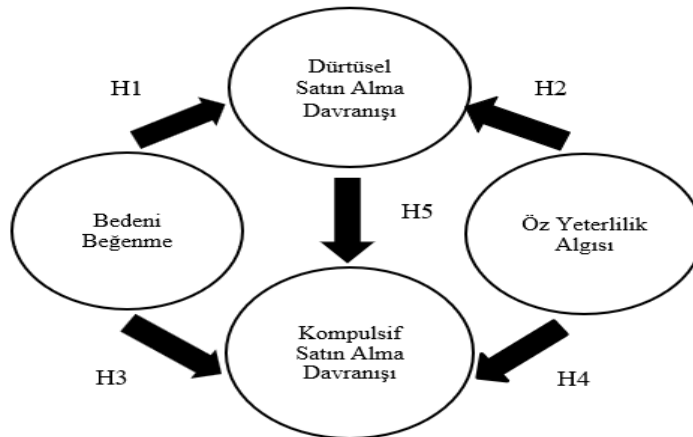 Dürtüsel
Satın Alma
Davranışı
H1
H2
Bedeni
Beğenme
H5
Öz Yeterlilik
Algısı
Kompulsif
Satın Alma
Davranışı
H3
H4